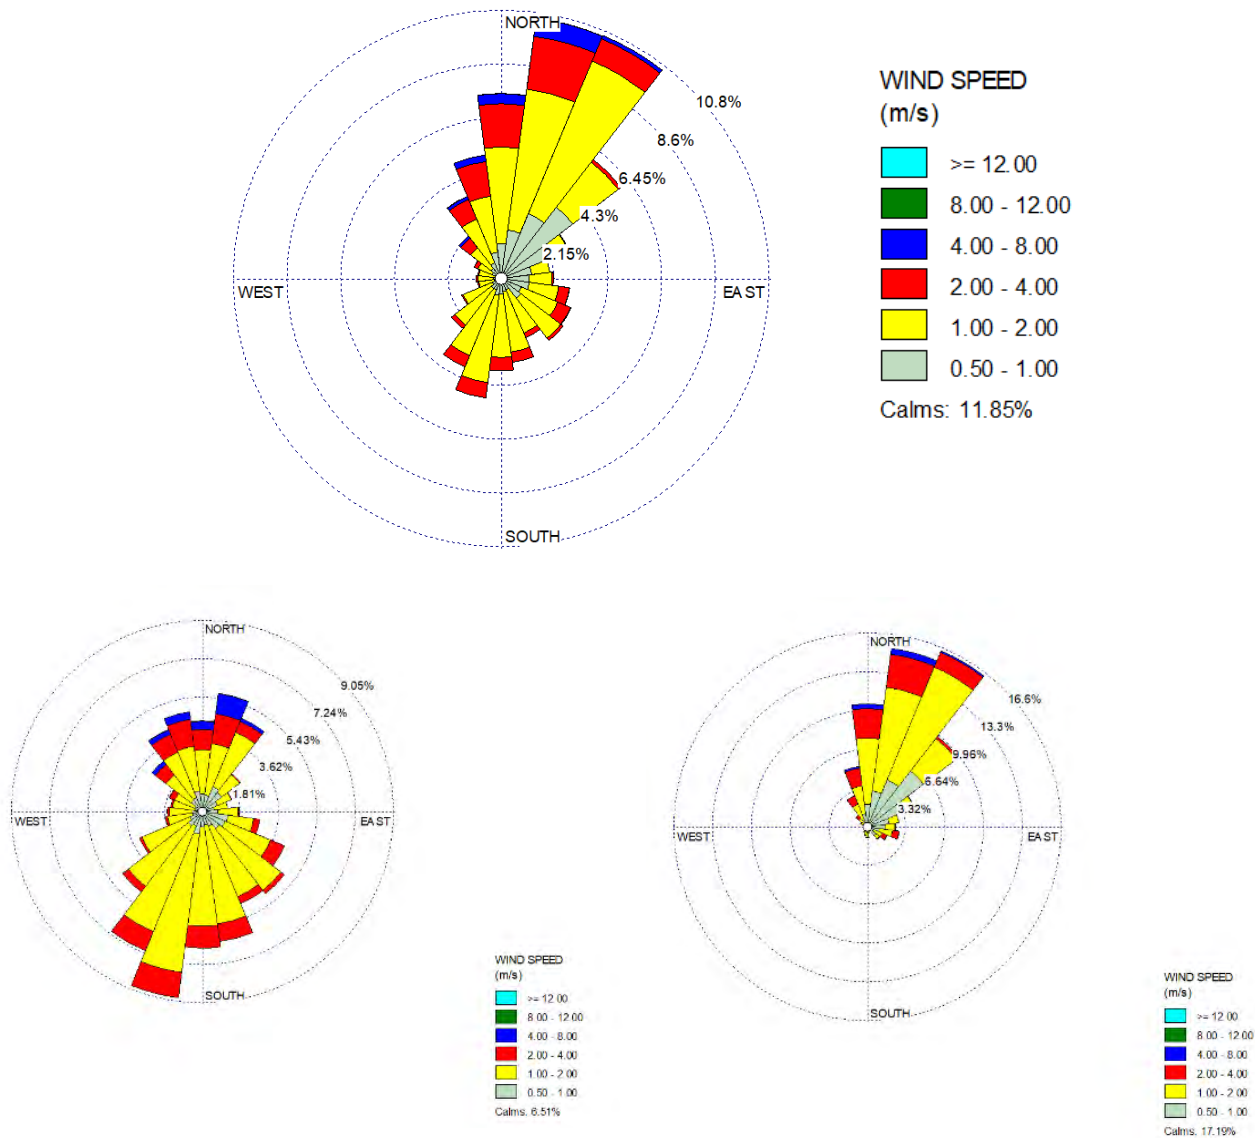 NORTH
10.8%
8.6%
6.45%
4.3%
2.15%
WEST
EAST
SOUTH
WIND SPEED
(m/s)
>= 12.00
8.00 - 12.00
4.00 - 8.00
2.00 - 4.00
1.00 - 2.00
0.50 - 1.00
Calms: 11.85%
NORTH
9.05%
7.24%
5.43%
3.62%
1.81%
WEST
EAST
SOUTH
WIND SPEED
(m/s)
>= 12.00
8.00 - 12.00
4.00 - 8.00
2.00 - 4.00
1.00 - 2.00
0.50 - 1.00
Calms: 6.51%
NORTH
16.6%
13.3%
9.96%
6.64%
3.32%
WEST
EAST
SOUTH
WIND SPEED
(m/s)
>= 12.00
8.00 - 12.00
4.00 - 8.00
2.00 - 4.00
1.00 - 2.00
0.50 - 1.00
Calms: 17.19%